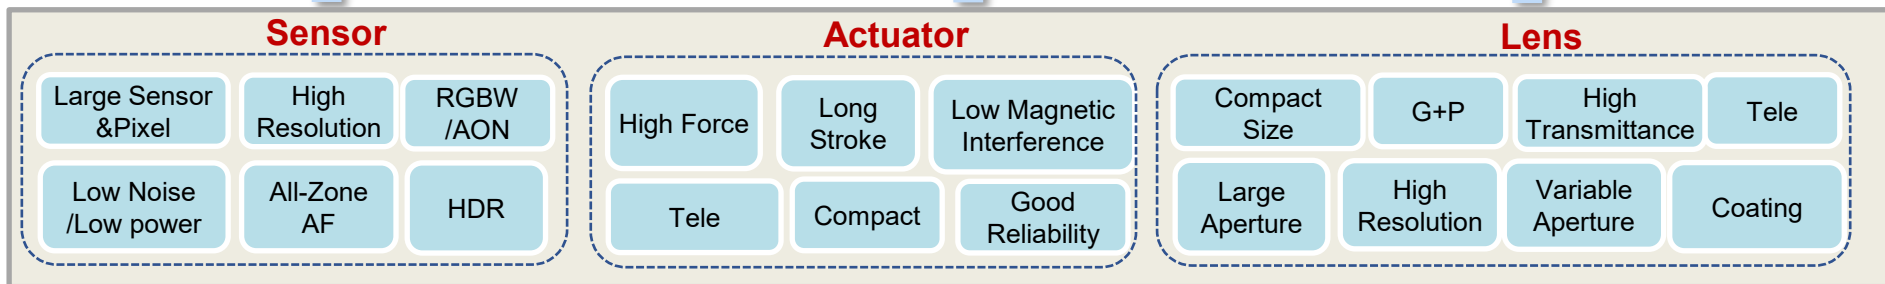 Sensor
Large Sensor
&Pixel
High
Resolution
RGBW
/AON
Low Noise
/Low power
All-Zone
AF
HDR
Actuator
High Force
Long
Stroke
Low Magnetic
Interference
Tele
Compact
Good
Reliability
Lens
Compact
Size
G+P
High
Transmittance
Tele
Large
Aperture
High
Resolution
Variable
Aperture
Coating